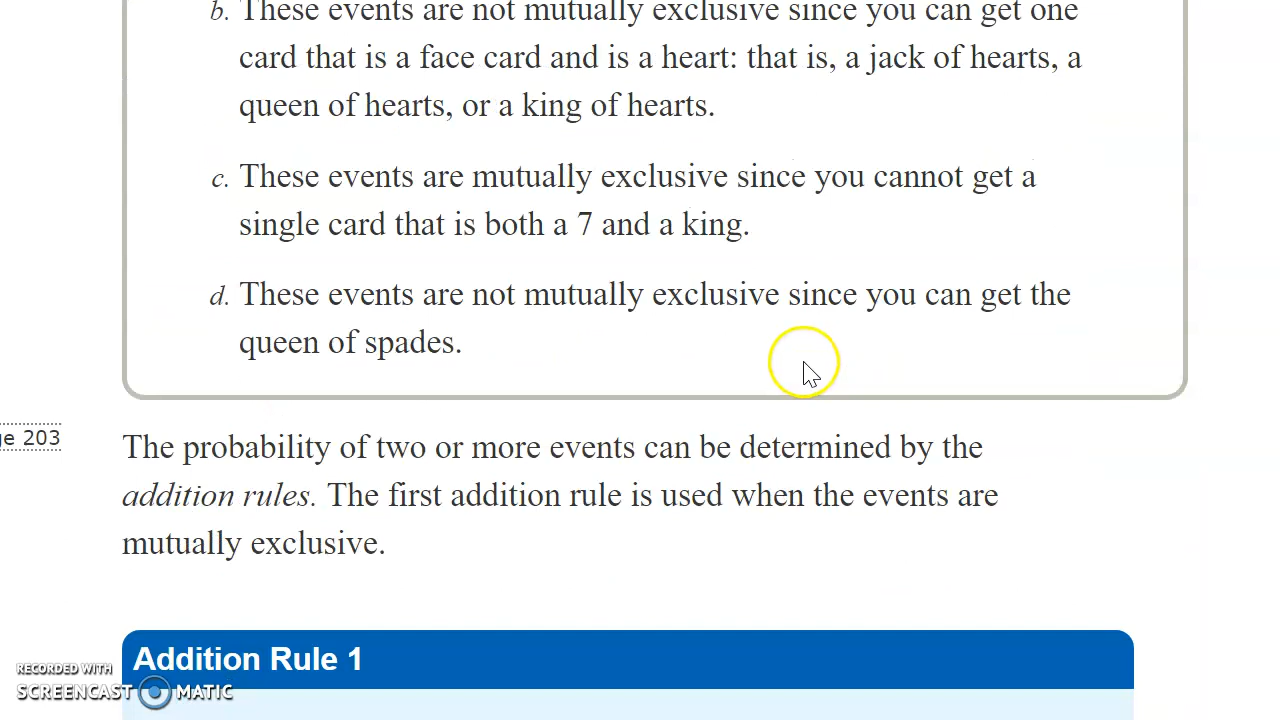 b. These events are not mutually exclusive since you can get one
card that is a face card and is a heart: that is, a jack of hearts, a
queen of hearts, or a king of hearts.
c. These events are mutually exclusive since you cannot get a
single card that is both a 7 and a king.
d. These events are not mutually exclusive since you can get the
queen of spades.
ge 203
The probability of two or more events can be determined by the
addition rules. The first addition rule is used when the events are
mutually exclusive.
Addition Rule 1
RECORDED WITH
SCREENCAST MATIC